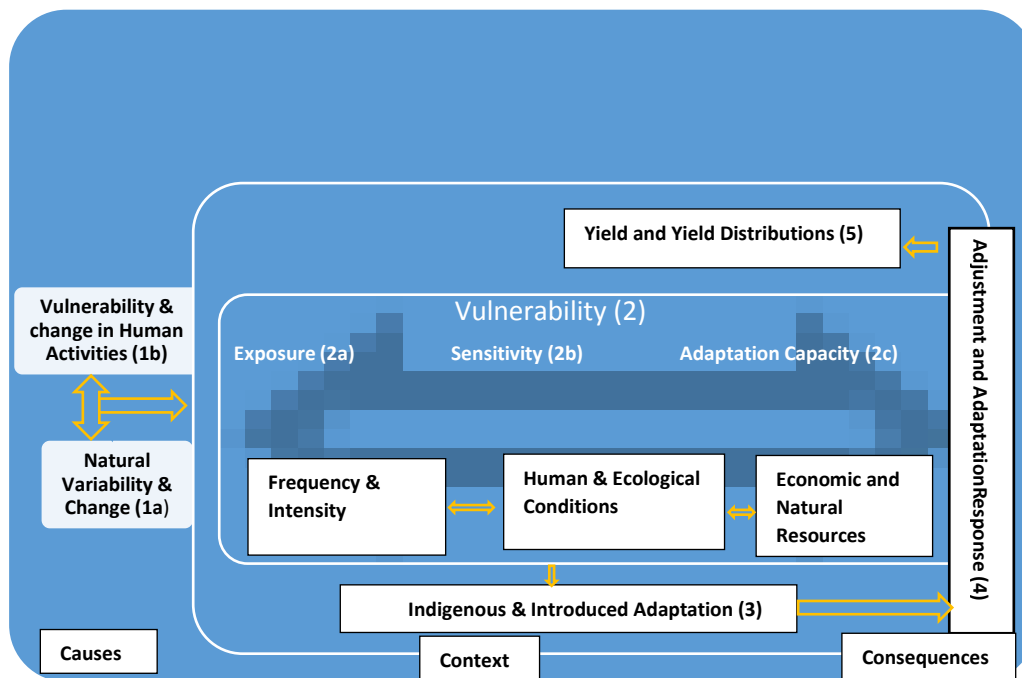 Yield and Yield Distributions (5)
Adjustment and AdaptationResponse (4)
Vulnerability &
change in Human
Activities (1b)
Natural
Variability &
Change (1a)
Vulnerability (2)
Exposure (2a)
Sensitivity (2b)
Adaptation Capacity (2c)
Frequency &
Intensity
Human & Ecological
Conditions
Economic and
Natural
Resources
Indigenous & Introduced Adaptation (3)
Causes
Context
Consequences